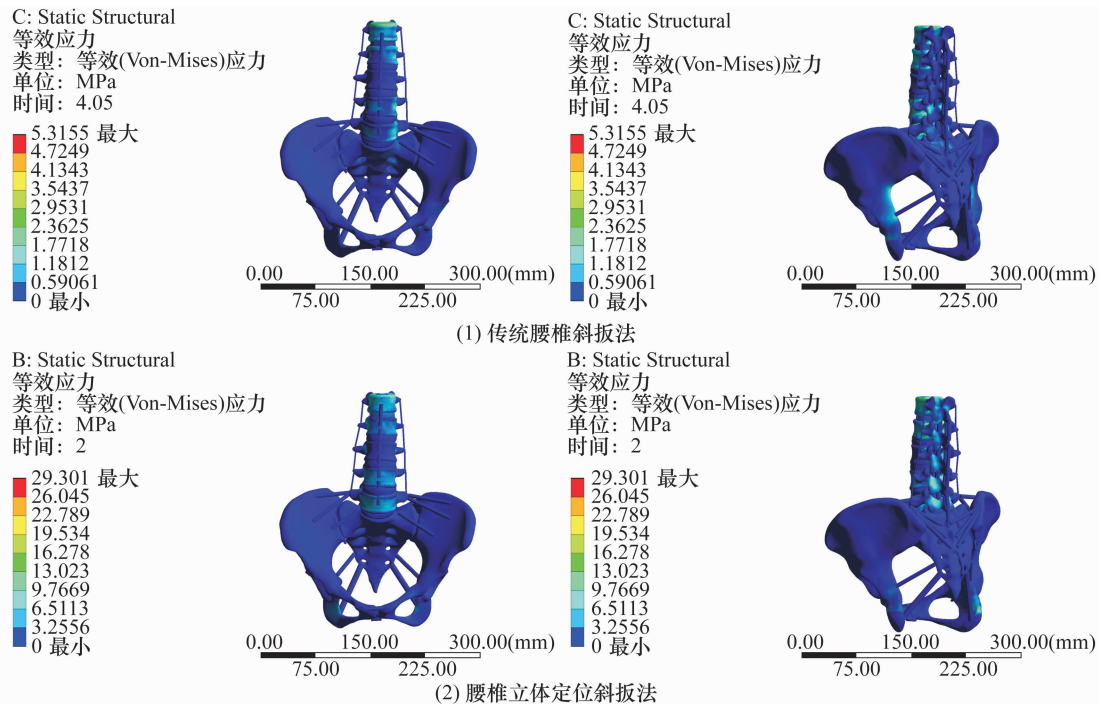 C: Static Structural
等效应力
类型：等效(Von-Mises)应力
单位：MPa
时间：4.05
5.3155 最大
4.7249
4.1343
3.5437
2.9531
2.3625
1.7718
1.1812
0.59061
0 最小
0.00 150.00 300.00(mm)
75.00 225.00
C: Static Structural
等效应力
类型：等效(Von-Mises)应力
单位：MPa
时间：4.05
5.3155 最大
4.7249
4.1343
3.5437
2.9531
2.3625
1.7718
1.1812
0.59061
0 最小
0.00 150.00 300.00(mm)
75.00 225.00
(1) 传统腰椎斜扳法
B: Static Structural
等效应力
类型：等效(Von-Mises)应力
单位：MPa
时间：2
29.301 最大
26.045
22.789
19.534
16.278
13.023
9.7669
6.5113
3.2556
0 最小
0.00 150.00 300.00(mm)
75.00 225.00
B: Static Structural
等效应力
类型：等效(Von-Mises)应力
单位：MPa
时间：2
29.301 最大
26.045
22.789
19.534
16.278
13.023
9.7669
6.5113
3.2556
0 最小
0.00 150.00 300.00(mm)
75.00 225.00
(2) 腰椎立体定位斜扳法